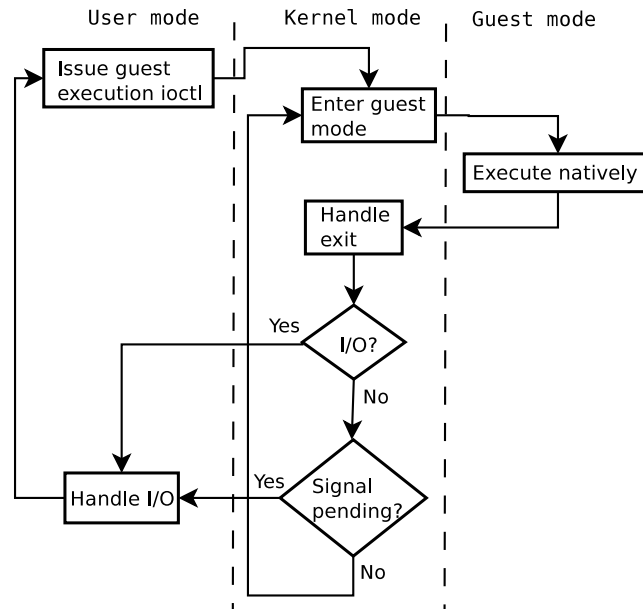 User mode
Kernel mode
Guest mode
Issue guest
execution ioctl
Enter guest
mode
Execute natively
Handle
exit
Yes
I/O?
No
Handle I/O
Yes
Signal
pending?
No